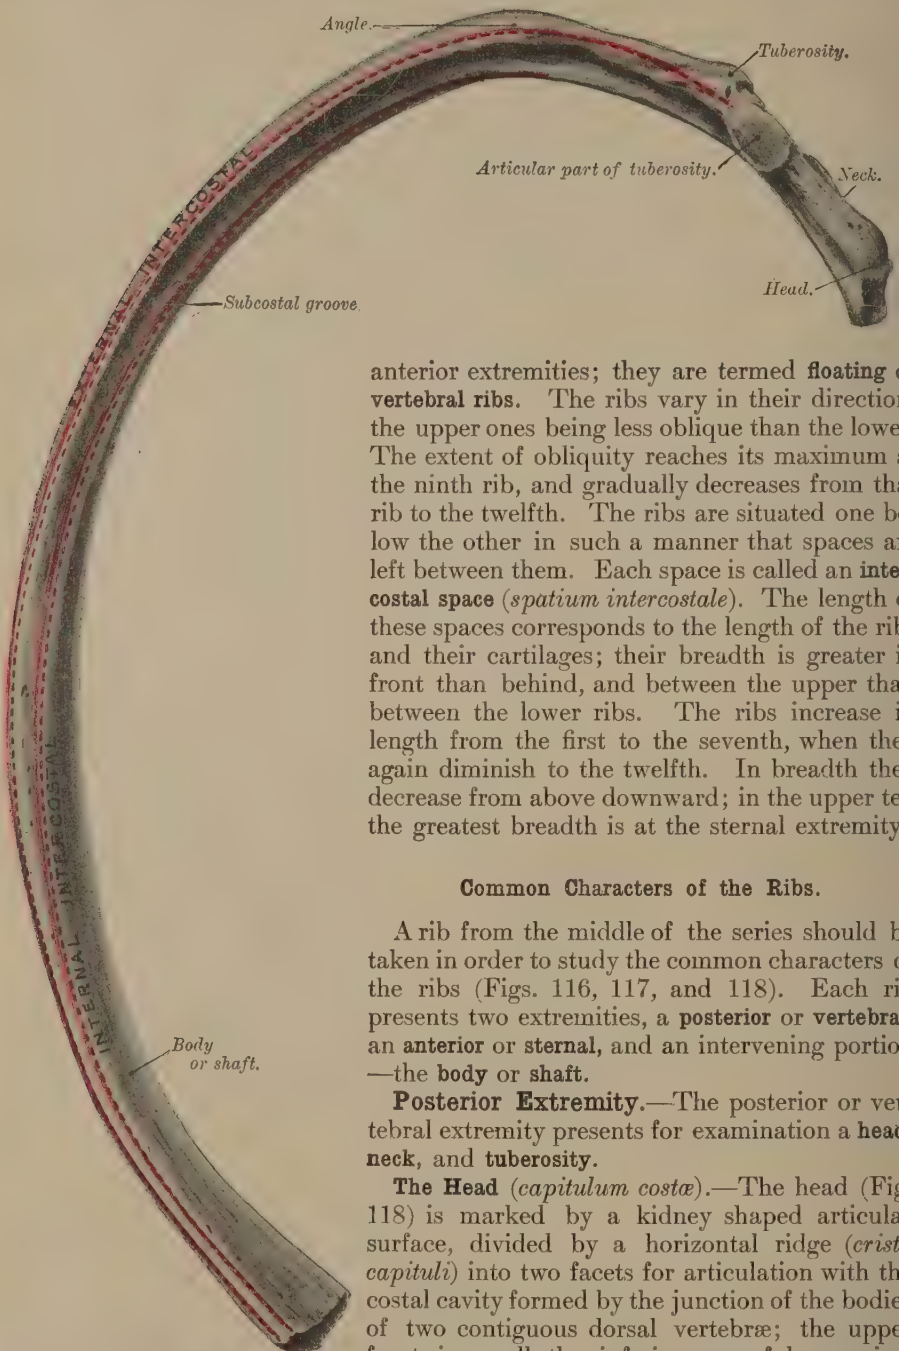 Angle.
Tuberosity.
Articular part of tuberosity.
Neck.
Head.
EXTERNAL INTERCOSTAL
Subcostal groove
INTERNAL INTERCOSTAL
Body
or shaft.
anterior extremities; they are termed floating
vertebral ribs. The ribs vary in their direction
the upper ones being less oblique than the lowe
The extent of obliquity reaches its maximum
the ninth rib, and gradually decreases from tha
rib to the twelfth. The ribs are situated one be
low the other in such a manner that spaces ar
left between them. Each space is called an inte
costal space (spatium intercostale). The length
these spaces corresponds to the length of the rib
and their cartilages; their breadth is greater i
front than behind, and between the upper tha
between the lower ribs. The ribs increase i
length from the first to the seventh, when the
again diminish to the twelfth. In breadth the
decrease from above downward; in the upper te
the greatest breadth is at the sternal extremity
Common Characters of the Ribs.
A rib from the middle of the series should b
taken in order to study the common characters o
the ribs (Figs. 116, 117, and 118). Each ri
presents two extremities, a posterior or vertebra
an anterior or sternal, and an intervening portio
—the body or shaft.
Posterior Extremity.—The posterior or ver
tebral extremity presents for examination a head
neck, and tuberosity.
The Head (capitulum costæ).—The head (Fig
118) is marked by a kidney shaped articula
surface, divided by a horizontal ridge (crist
capituli) into two facets for articulation with th
costal cavity formed by the junction of the bodie
of two contiguous dorsal vertebræ; the uppe